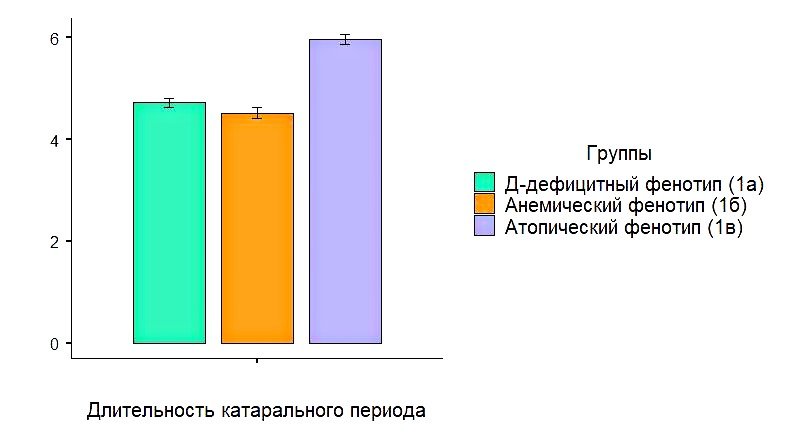 6
4
2
0
Группы
Д-дефицитный фенотип (1а)
Анемический фенотип (1б)
Атопический фенотип (1в)
Длительность катарального периода